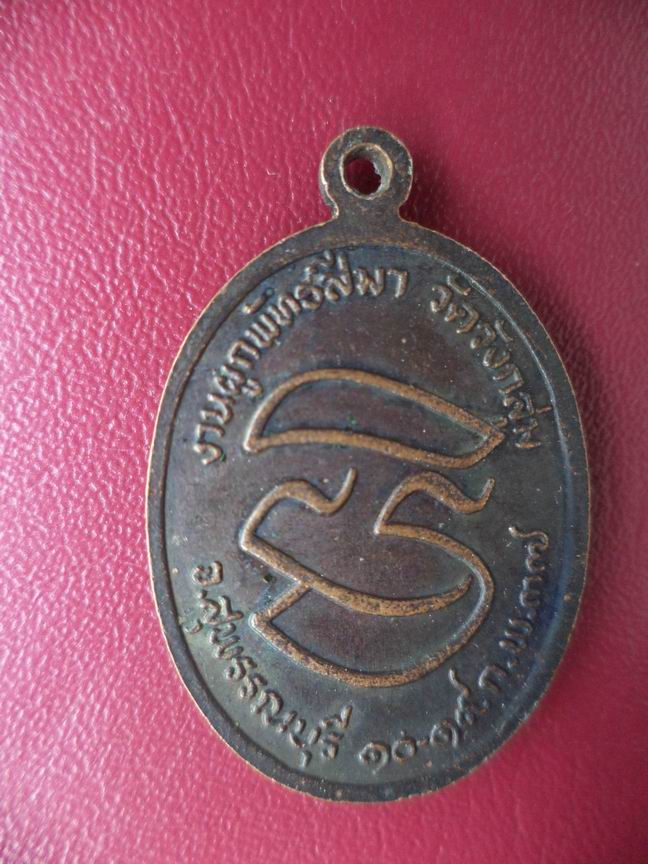 งานผูกพัทธสีมา วัดวังกุ่ม
จ.สุพรรณบุรี ๑๐-๑๙ ก.พ.๓๗